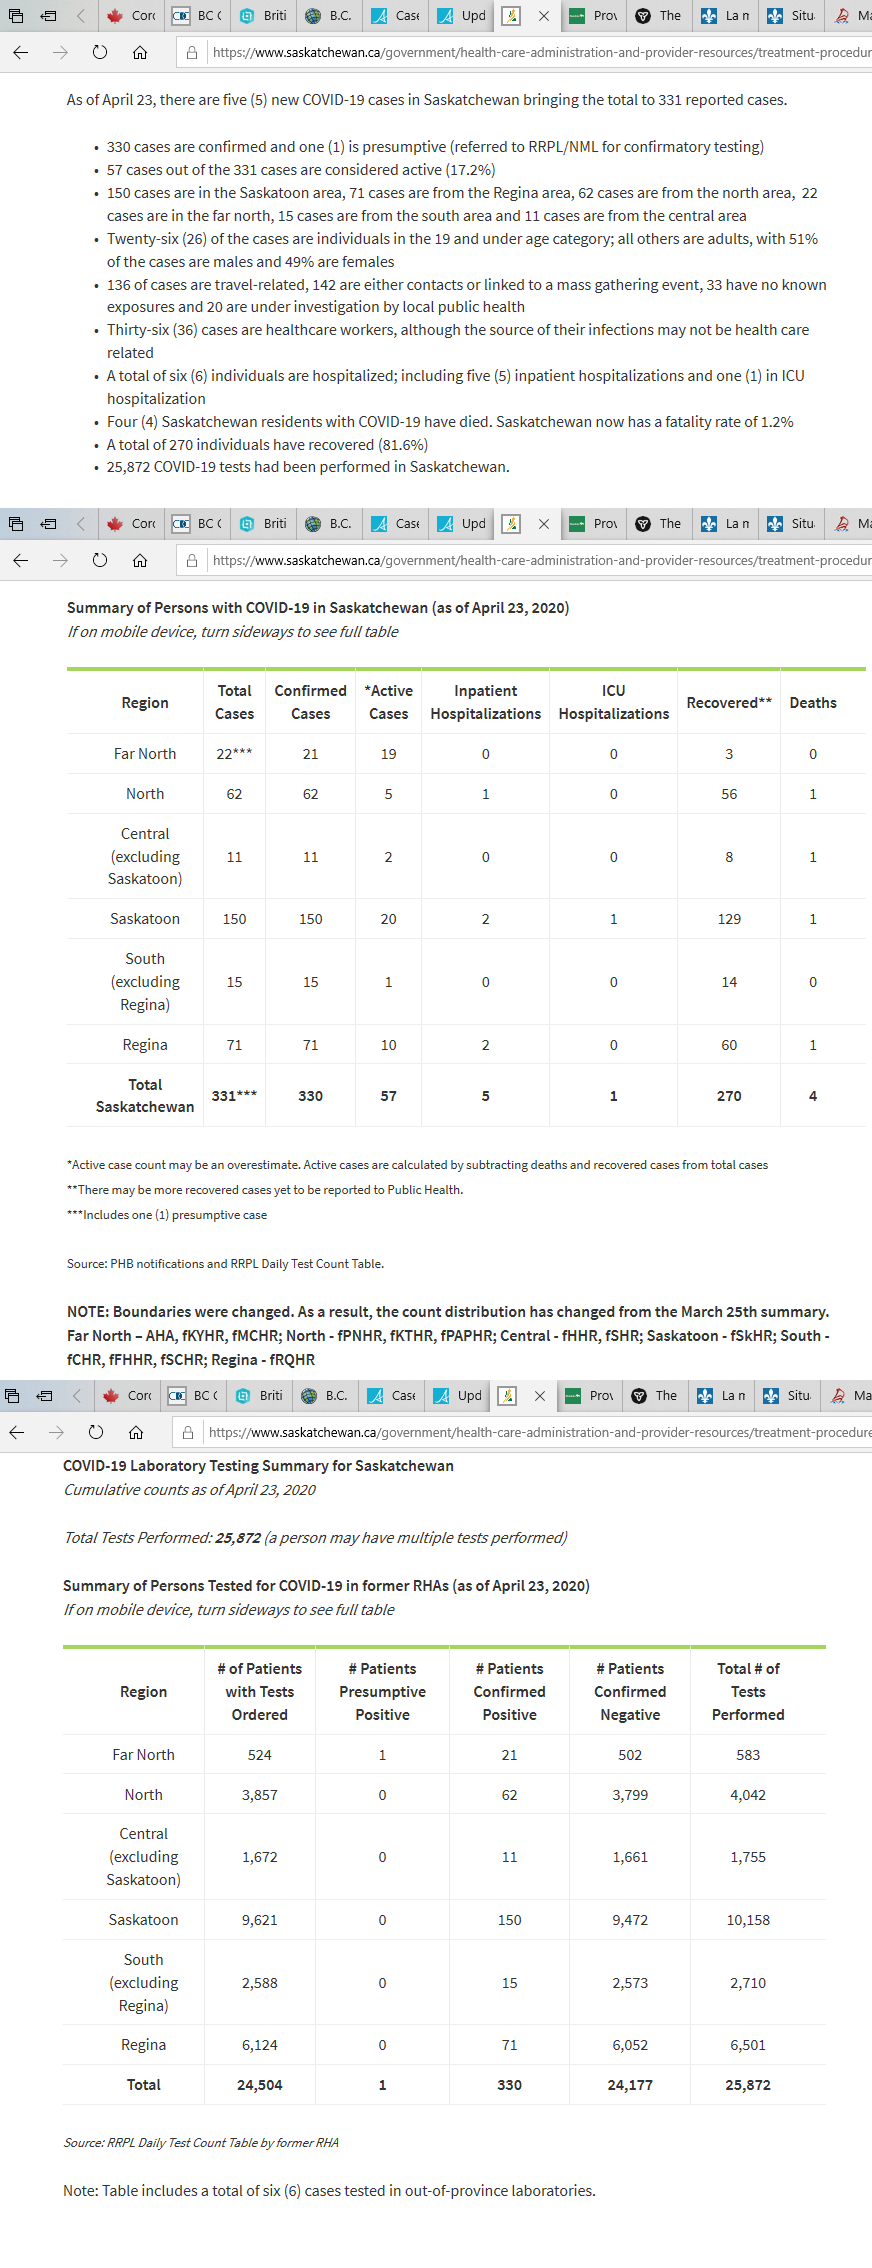 Corc BC ( Briti B.C. Case Upd Prov The La n Situ Ma
https://www.saskatchewan.ca/government/health-care-administration-and-provider-resources/treatment-procedur
As of April 23, there are five (5) new COVID-19 cases in Saskatchewan bringing the total to 331 reported cases.
• 330 cases are confirmed and one (1) is presumptive (referred to RRPL/NML for confirmatory testing)
• 57 cases out of the 331 cases are considered active (17.2%)
• 150 cases are in the Saskatoon area, 71 cases are from the Regina area, 62 cases are from the north area, 22
cases are in the far north, 15 cases are from the south area and 11 cases are from the central area
• Twenty-six (26) of the cases are individuals in the 19 and under age category; all others are adults, with 51%
of the cases are males and 49% are females
• 136 of cases are travel-related, 142 are either contacts or linked to a mass gathering event, 33 have no known
exposures and 20 are under investigation by local public health
• Thirty-six (36) cases are healthcare workers, although the source of their infections may not be health care
related
• A total of six (6) individuals are hospitalized; including five (5) inpatient hospitalizations and one (1) in ICU
hospitalization
• Four (4) Saskatchewan residents with COVID-19 have died. Saskatchewan now has a fatality rate of 1.2%
• A total of 270 individuals have recovered (81.6%)
• 25,872 COVID-19 tests had been performed in Saskatchewan.
Corc BC ( Briti B.C. Case Upd Prov The La n Situ Ma
https://www.saskatchewan.ca/government/health-care-administration-and-provider-resources/treatment-procedur
Summary of Persons with COVID-19 in Saskatchewan (as of April 23, 2020)
If on mobile device, turn sideways to see full table
Region Total Cases Confirmed Cases *Active Cases Inpatient Hospitalizations ICU Hospitalizations Recovered** Deaths
Far North 22*** 21 19 0 0 3 0
North 62 62 5 1 0 56 1
Central (excluding Saskatoon) 11 11 2 0 0 8 1
Saskatoon 150 150 20 2 1 129 1
South (excluding Regina) 15 15 1 0 0 14 0
Regina 71 71 10 2 0 60 1
Total Saskatchewan 331*** 330 57 5 1 270 4
*Active case count may be an overestimate. Active cases are calculated by subtracting deaths and recovered cases from total cases
**There may be more recovered cases yet to be reported to Public Health.
***Includes one (1) presumptive case
Source: PHB notifications and RRPL Daily Test Count Table.
NOTE: Boundaries were changed. As a result, the count distribution has changed from the March 25th summary.
Far North – AHA, fKYHR, fMCHR; North - fPNHR, fKTHR, fPAPHR; Central - fHHR, fSHR; Saskatoon - fSkHR; South -
fCHR, fFHHR, fSCHR; Regina - fRQHR
Corc BC ( Briti B.C. Case Upd Prov The La n Situ Ma
https://www.saskatchewan.ca/government/health-care-administration-and-provider-resources/treatment-procedure
COVID-19 Laboratory Testing Summary for Saskatchewan
Cumulative counts as of April 23, 2020
Total Tests Performed: 25,872 (a person may have multiple tests performed)
Summary of Persons Tested for COVID-19 in former RHAs (as of April 23, 2020)
If on mobile device, turn sideways to see full table
Region # of Patients with Tests Ordered # Patients Presumptive Positive # Patients Confirmed Positive # Patients Confirmed Negative Total # of Tests Performed
Far North 524 1 21 502 583
North 3,857 0 62 3,799 4,042
Central (excluding Saskatoon) 1,672 0 11 1,661 1,755
Saskatoon 9,621 0 150 9,472 10,158
South (excluding Regina) 2,588 0 15 2,573 2,710
Regina 6,124 0 71 6,052 6,501
Total 24,504 1 330 24,177 25,872
Source: RRPL Daily Test Count Table by former RHA
Note: Table includes a total of six (6) cases tested in out-of-province laboratories.